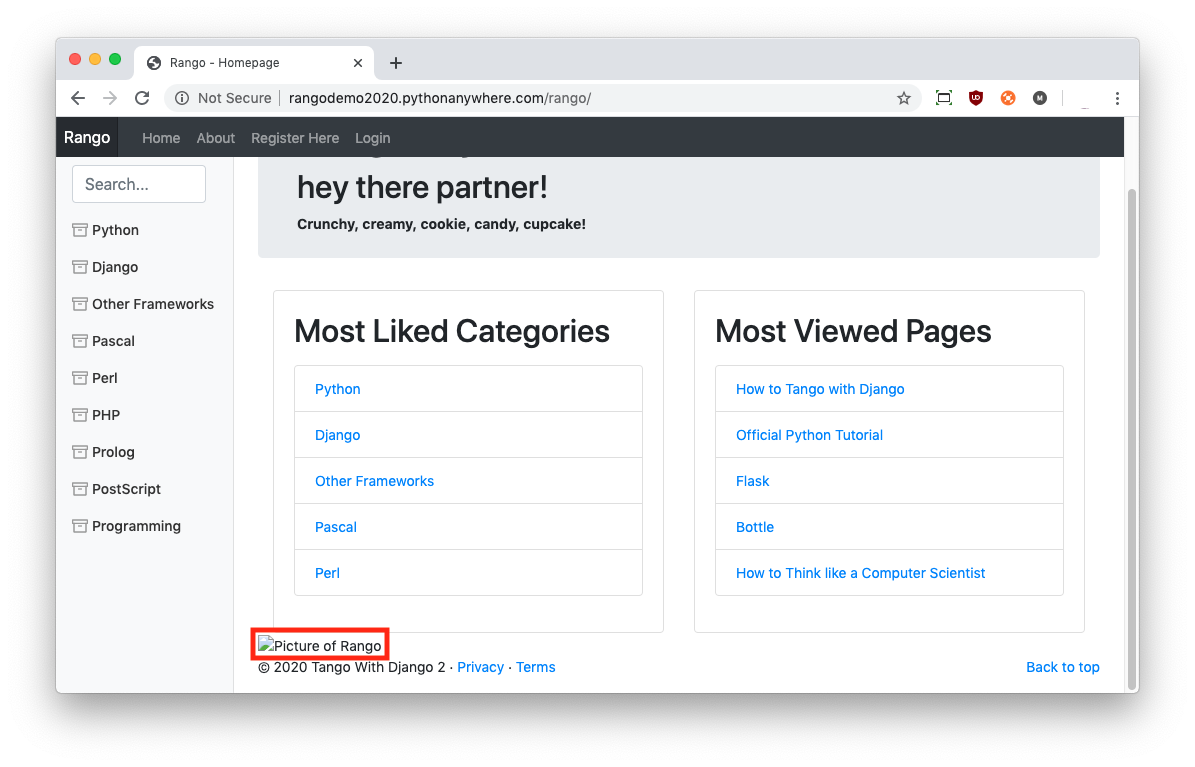 Rango - Homepage
Not Secure
rangodemo2020.pythonanywhere.com/rango/
UD
M
Rango
Home
About
Register Here
Login
Search...
Python
Django
Other Frameworks
Pascal
Perl
PHP
Prolog
PostScript
Programming
hey there partner!
Crunchy, creamy, cookie, candy, cupcake!
Most Liked Categories
Python
Django
Other Frameworks
Pascal
Perl
Most Viewed Pages
How to Tango with Django
Official Python Tutorial
Flask
Bottle
How to Think like a Computer Scientist
Picture of Rango
© 2020 Tango With Django 2 · Privacy · Terms
Back to top